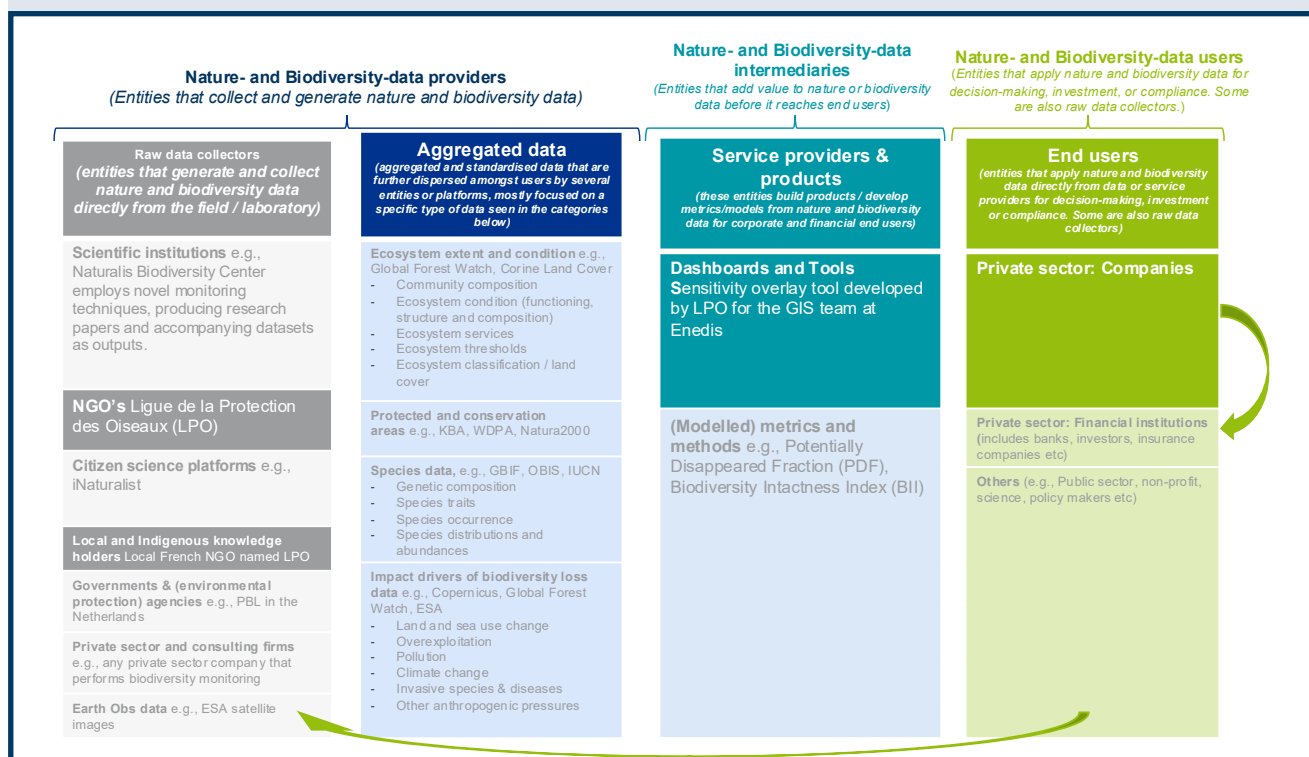 Nature- and Biodiversity-data providers
(Entities that collect and generate nature and biodiversity data)
Nature- and Biodiversity-data
intermediaries
(Entities that add value to nature or biodiversity
data before it reaches end users)
Nature- and Biodiversity-data users
(Entities that apply nature and biodiversity data for
decision-making, investment, or compliance. Some
are also raw data collectors.)
Raw data collectors
(entities that generate and collect
nature and biodiversity data
directly from the field / laboratory)
Scientific institutions e.g.,
Naturalis Biodiversity Center
employs novel monitoring
techniques, producing research
papers and accompanying datasets
as outputs.
NGO's Ligue de la Protection
des Oiseaux (LPO)
Citizen science platforms e.g.,
iNaturalist
Local and Indigenous knowledge
holders Local French NGO named LPO
Governments & (environmental
protection) agencies e.g., PBL in the
Netherlands
Private sector and consulting firms
e.g., any private sector company that
performs biodiversity monitoring
Earth Obs data e.g., ESA satellite
images
Aggregated data
(aggregated and standardised data that are
further dispersed amongst users by several
entities or platforms, mostly focused on a
specific type of data seen in the categories
below)
Ecosystem extent and condition e.g.,
Global Forest Watch, Corine Land Cover
- Community composition
- Ecosystem condition (functioning,
structure and composition)
- Ecosystem services
- Ecosystem thresholds
- Ecosystem classification / land
cover
Protected and conservation
areas e.g., KBA, WDPA, Natura2000
Species data, e.g., GBIF, OBIS, IUCN
- Genetic composition
- Species traits
- Species occurrence
- Species distributions and
abundances
Impact drivers of biodiversity loss
data e.g., Copernicus, Global Forest
Watch, ESA
- Land and sea use change
- Overexploitation
- Pollution
- Climate change
- Invasive species & diseases
- Other anthropogenic pressures
Service providers &
products
(these entities build products / develop
metrics/models from nature and biodiversity
data for corporate and financial end users)
Dashboards and Tools
Sensitivity overlay tool developed
by LPO for the GIS team at
Enedis
(Modelled) metrics and
methods e.g., Potentially
Disappeared Fraction (PDF),
Biodiversity Intactness Index (BII)
End users
(entities that apply nature and biodiversity
data directly from data or service
providers for decision-making, investment
or compliance. Some are also raw data
collectors)
Private sector: Companies
Private sector: Financial institutions
(includes banks, investors, insurance
companies etc)
Others (e.g., Public sector, non-profit,
science, policy makers etc)